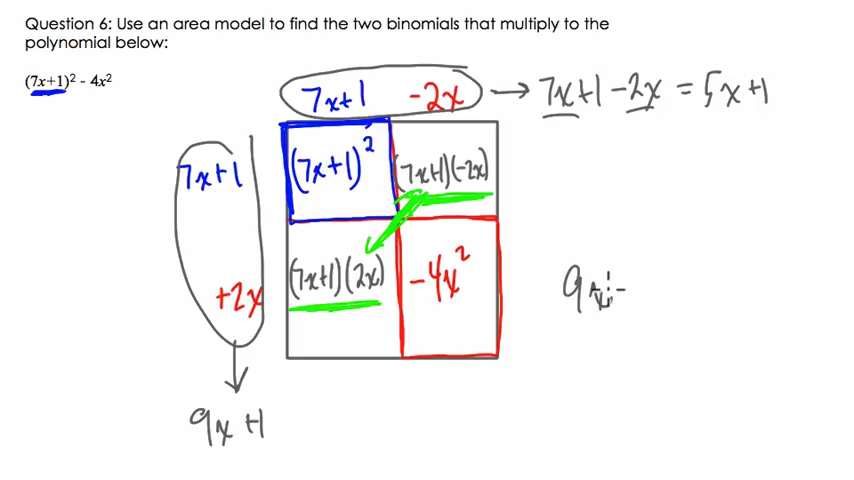 Question 6: Use an area model to find the two binomials that multiply to the
polynomial below:
(7x+1)² - 4x²
7x+1 -2x → 7x+1 -2x = 5x+1
7x+1 (7x+1)² (7x+1)(-2x)
+2x (7x+1)(2x) -4x²
9x+1
9x